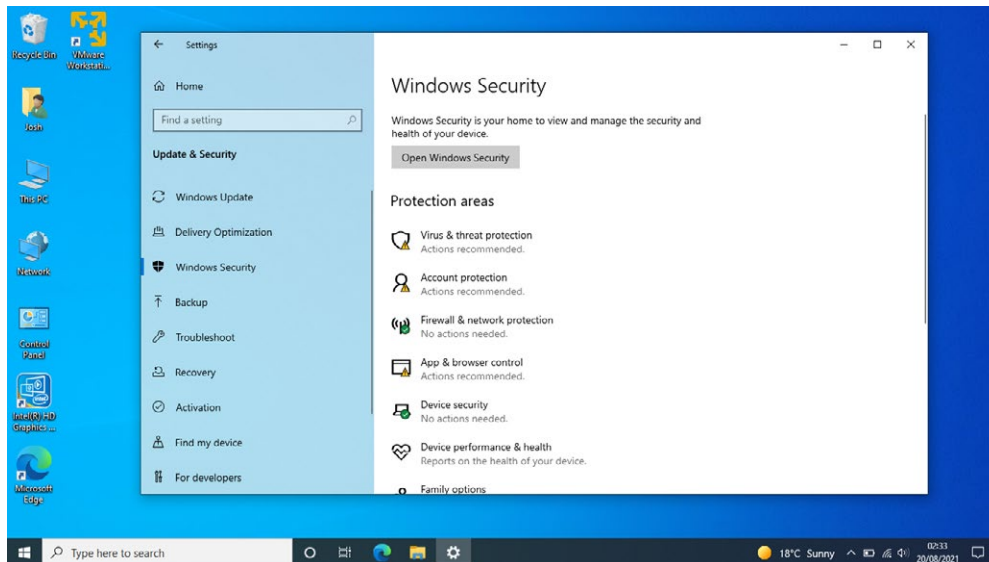 Recycle Bin
VMware
Workstati...
Josh
This PC
Network
Control
Panel
Intel(R) HD
Graphics ...
Microsoft
Edge
Settings
Home
Find a setting
Update & Security
Windows Update
Delivery Optimization
Windows Security
Backup
Troubleshoot
Recovery
Activation
Find my device
For developers
Windows Security
Windows Security is your home to view and manage the security and
health of your device.
Open Windows Security
Protection areas
Virus & threat protection
Actions recommended.
Account protection
Actions recommended.
Firewall & network protection
No actions needed.
App & browser control
Actions recommended.
Device security
No actions needed.
Device performance & health
Reports on the health of your device.
Family options
Type here to search
18°C Sunny
02:33
20/08/2021